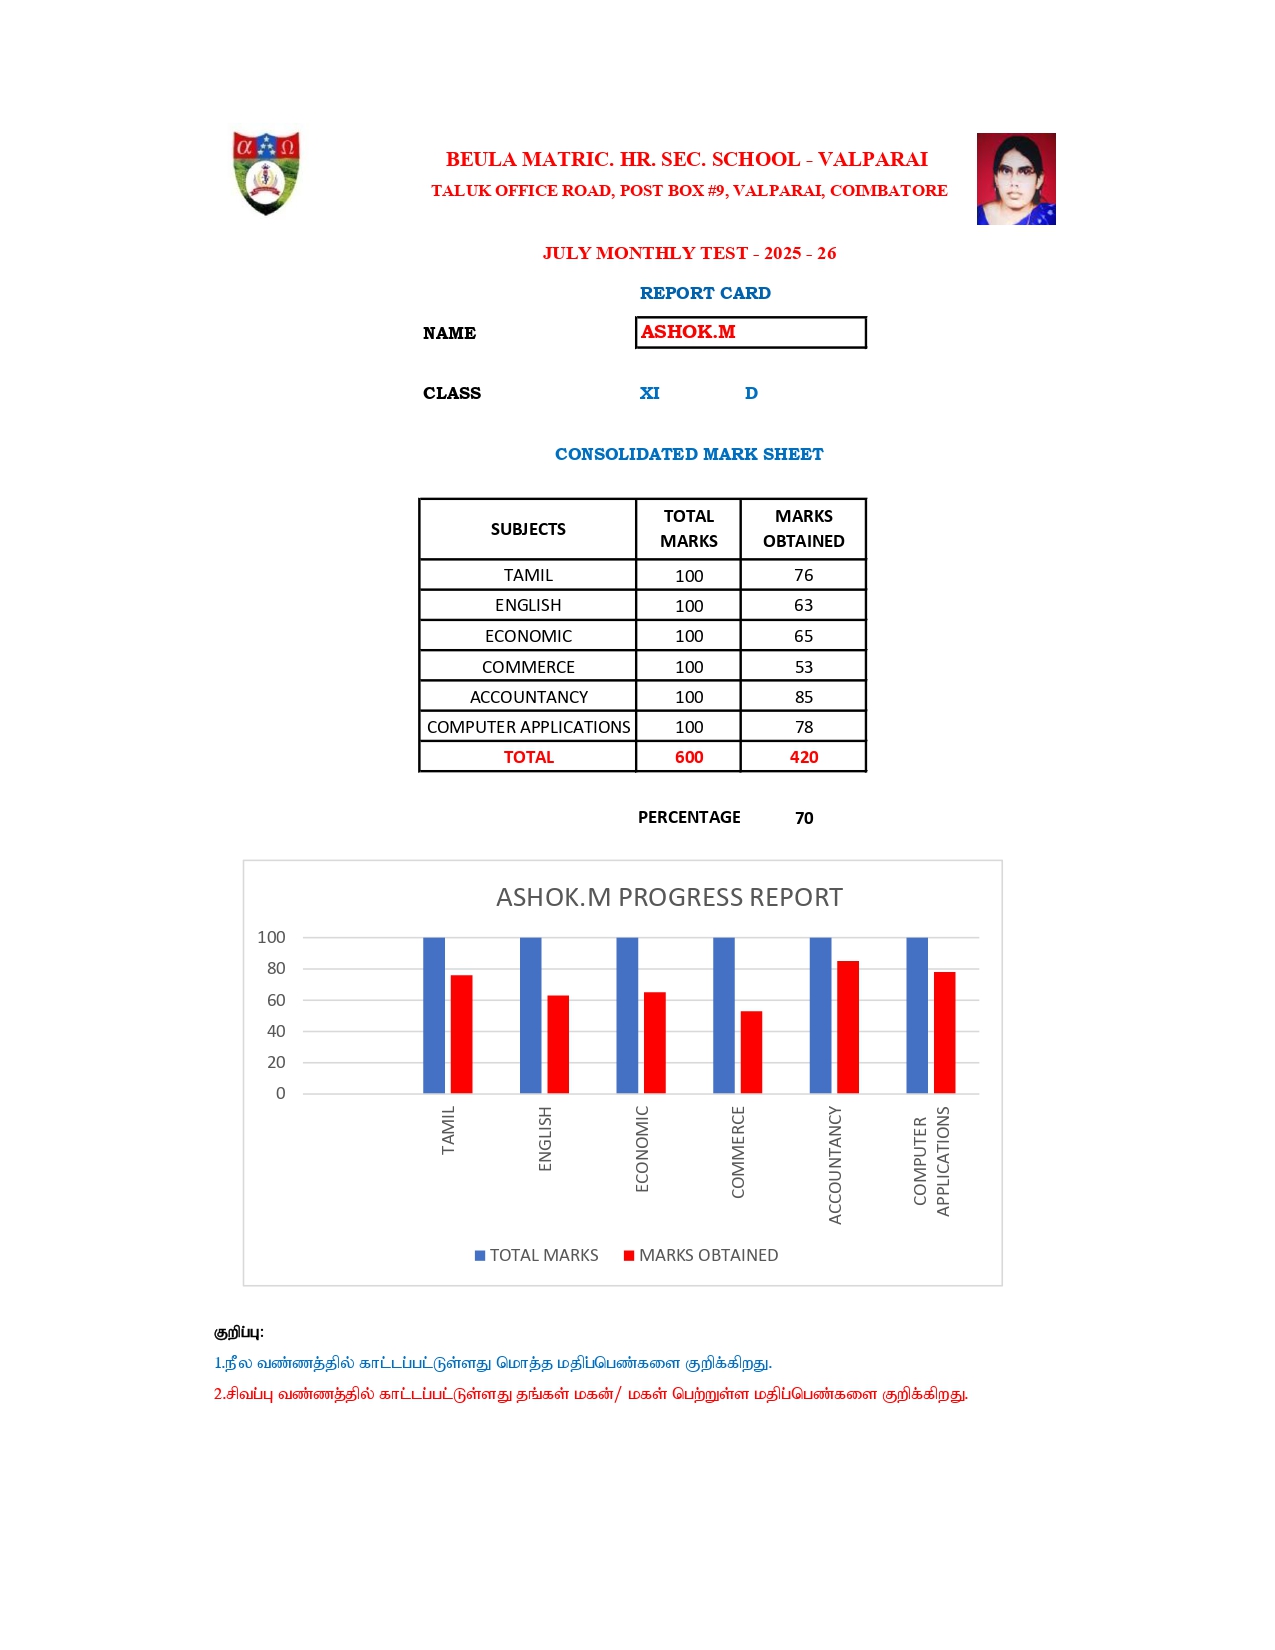 α Ω
BEULA MATRIC. HR. SEC. SCHOOL - VALPARAI
TALUK OFFICE ROAD, POST BOX #9, VALPARAI, COIMBATORE
JULY MONTHLY TEST - 2025 - 26
REPORT CARD
NAME ASHOK.M
CLASS XI D
CONSOLIDATED MARK SHEET
SUBJECTS TOTAL MARKS MARKS OBTAINED
TAMIL 100 76
ENGLISH 100 63
ECONOMIC 100 65
COMMERCE 100 53
ACCOUNTANCY 100 85
COMPUTER APPLICATIONS 100 78
TOTAL 600 420
PERCENTAGE 70
ASHOK.M PROGRESS REPORT
100
80
60
40
20
0
TAMIL
ENGLISH
ECONOMIC
COMMERCE
ACCOUNTANCY
COMPUTER APPLICATIONS
TOTAL MARKS MARKS OBTAINED
குறிப்பு:
1.நீல வண்ணத்தில் காட்டப்பட்டுள்ளது மொத்த மதிப்பெண்களை குறிக்கிறது.
2.சிவப்பு வண்ணத்தில் காட்டப்பட்டுள்ளது தங்கள் மகன்/ மகள் பெற்றுள்ள மதிப்பெண்களை குறிக்கிறது.